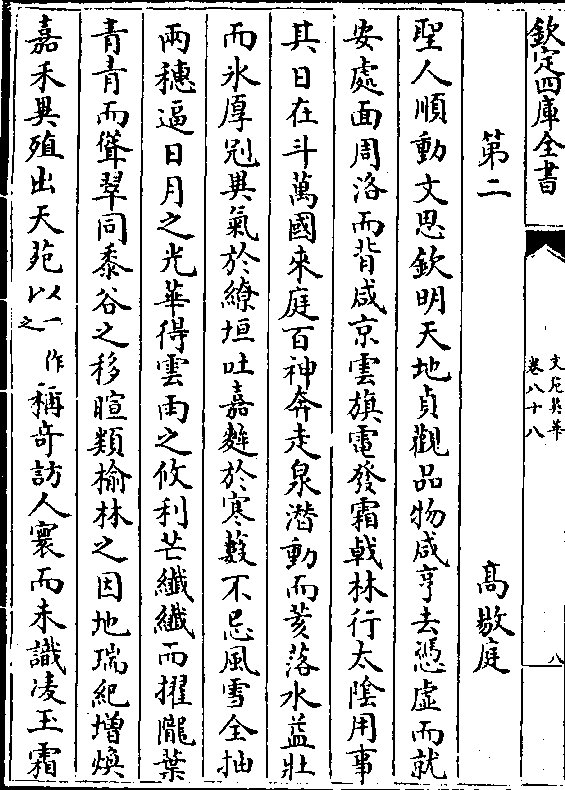 欽定四庫全書
文苑英華
卷八十八
八
第二
高敬庭
聖人順動文思欽明天地貞觀品物咸亨去憑虛而就
安處面周洛而背咸京雲旗電發霜戟林行太陰用事
其日在斗萬國來庭百神奔走泉潛動而荄落水益壯
而氷厚剋異氣於繚垣吐嘉麰於寒藪不忌風雪全抽
兩穗逼日月之光華得雲雨之攸利芒纖纖而擢隴葉
青青而聳翠同黍谷之移暄類榆林之因地瑞紀增煥
嘉禾異殖出天苑以一作之稱奇訪人寰而未識凌玉霜